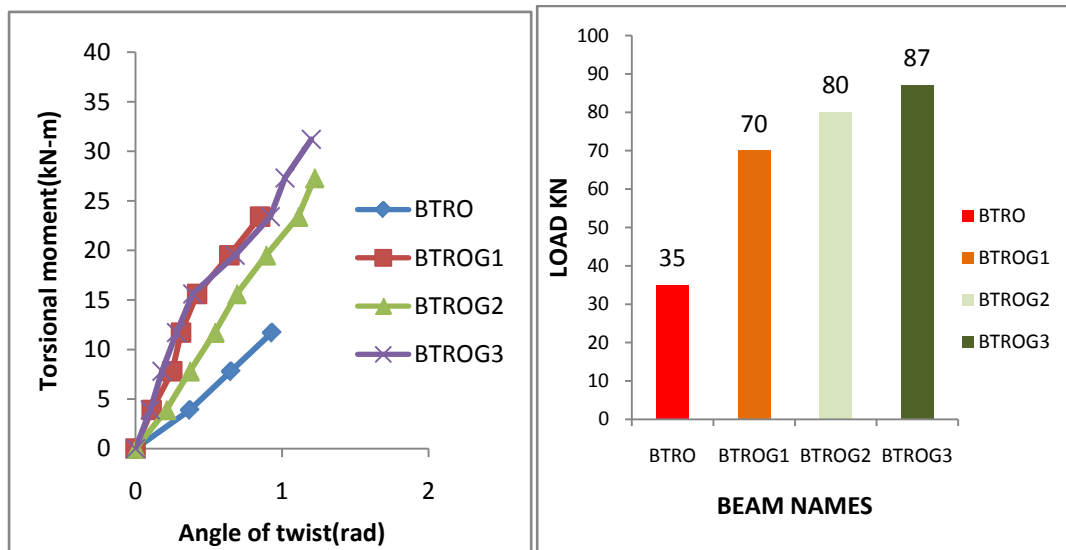 40
35
30
25
20
15
10
5
0
Torsional moment(kN-m)
0 1 2
Angle of twist(rad)
BTRO
BTROG1
BTROG2
BTROG3
100
90
80
70
60
50
40
30
20
10
0
LOAD KN
35
70
80
87
BTRO BTROG1 BTROG2 BTROG3
BEAM NAMES
BTRO
BTROG1
BTROG2
BTROG3